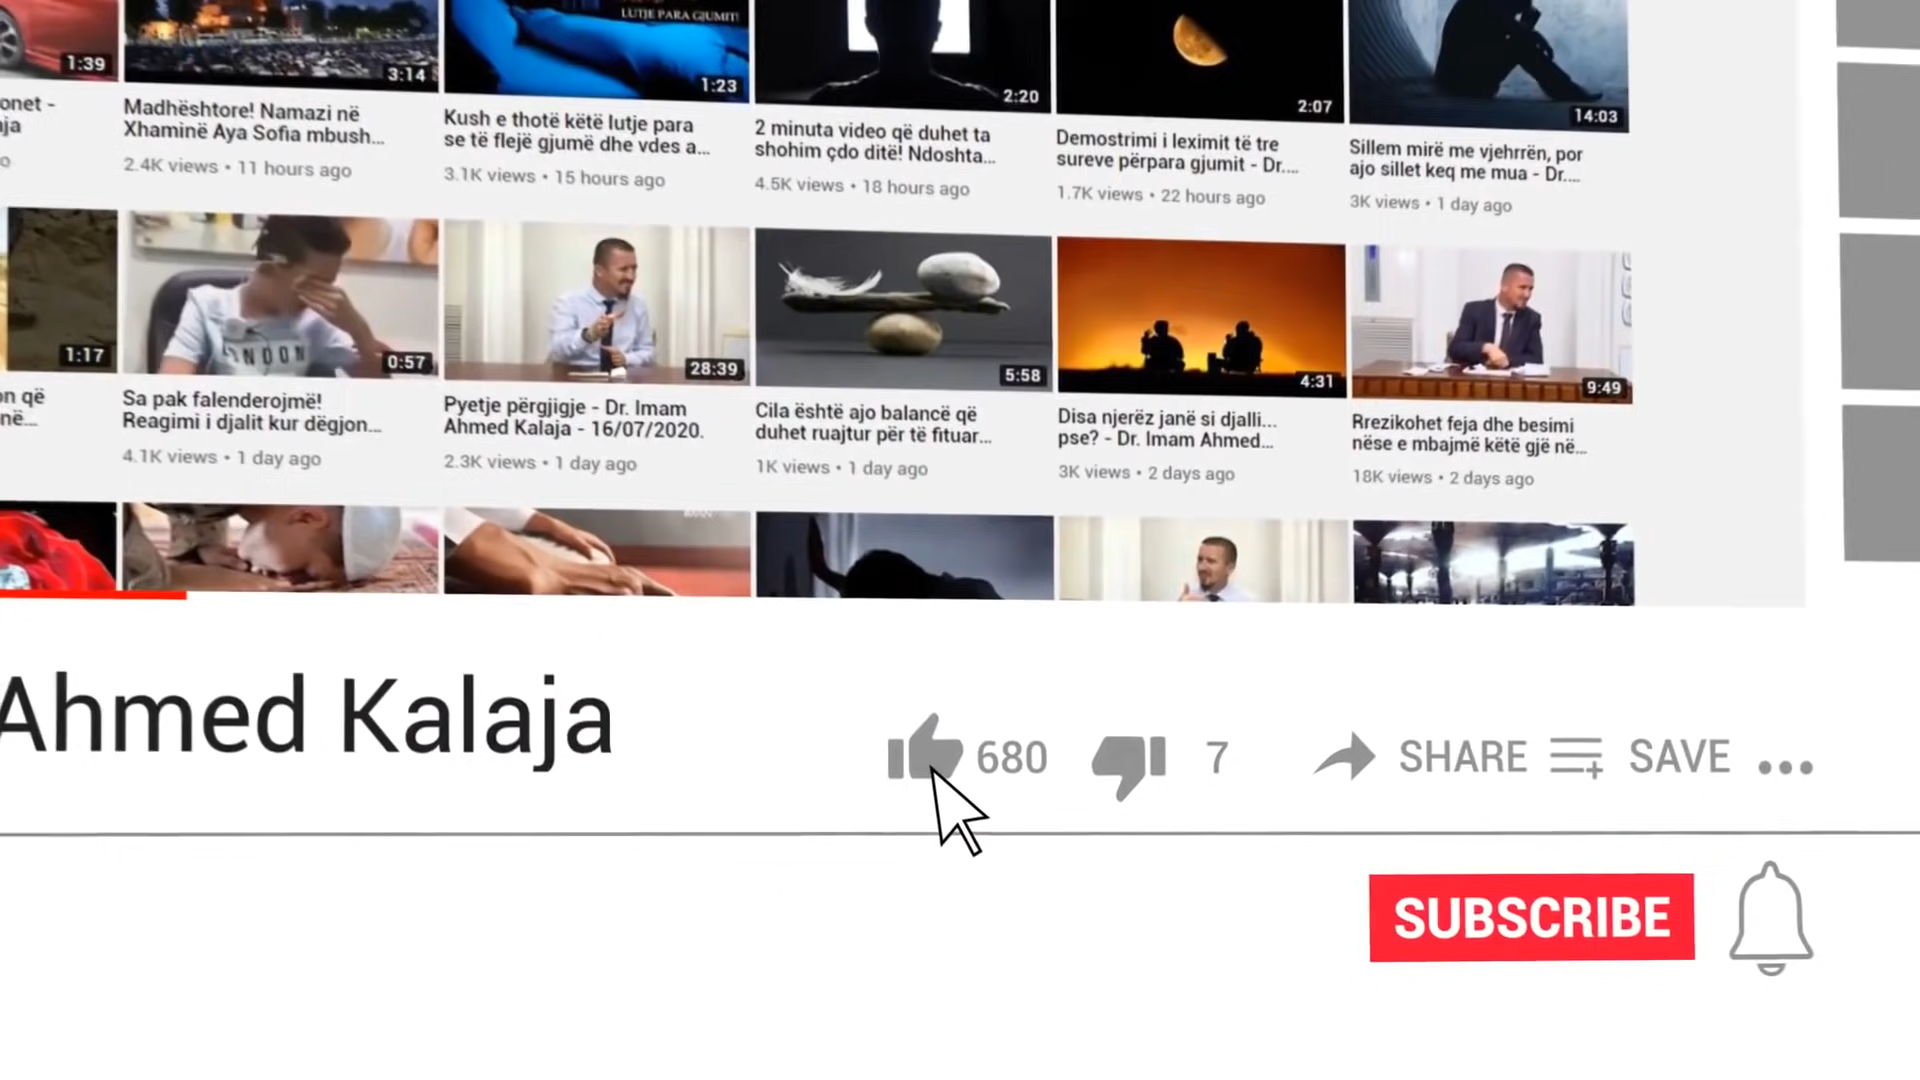 LUTJE PARA GJUMIT!
1:39
3:14
1:23
2:20
2:07
14:03
onet -
ja
Madhështore! Namazi në
Xhaminë Aya Sofia mbush...
2.4K views • 11 hours ago
Kush e thotë këtë lutje para
se të flejë gjumë dhe vdes a...
3.1K views • 15 hours ago
2 minuta video që duhet ta
shohim çdo ditë! Ndoshta...
4.5K views • 18 hours ago
Demostrimi i leximit të tre
sureve përpara gjumit - Dr....
1.7K views • 22 hours ago
Sillem mirë me vjehrrën, por
ajo sillet keq me mua - Dr....
3K views • 1 day ago
LONDON
1:17
0:57
28:39
5:58
4:31
9:49
on që
në...
Sa pak falenderojmë!
Reagimi i djalit kur dëgjon...
4.1K views • 1 day ago
Pyetje përgjigje - Dr. Imam
Ahmed Kalaja - 16/07/2020.
2.3K views • 1 day ago
Cila është ajo balancë që
duhet ruajtur për të fituar...
1K views • 1 day ago
Disa njerëz janë si djalli...
pse? - Dr. Imam Ahmed...
3K views • 2 days ago
Rrezikohet feja dhe besimi
nëse e mbajmë këtë gjë në...
18K views • 2 days ago
Ahmed Kalaja
680
7
SHARE
SAVE
SUBSCRIBE